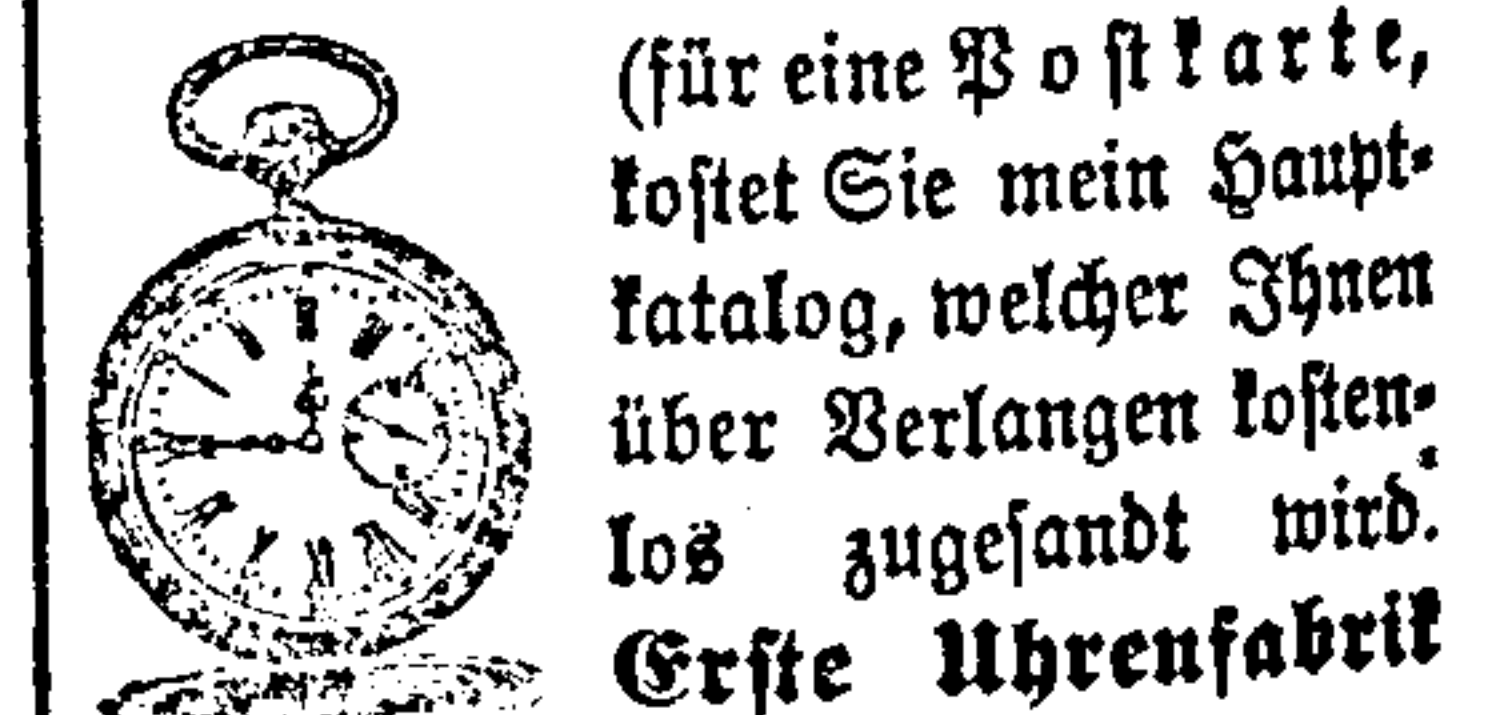 (für eine Postkarte,
kostet Sie mein Haupt-
katalog, welcher Ihnen
über Verlangen kosten-
los zugesandt wird.
Erste Uhrenfabrik